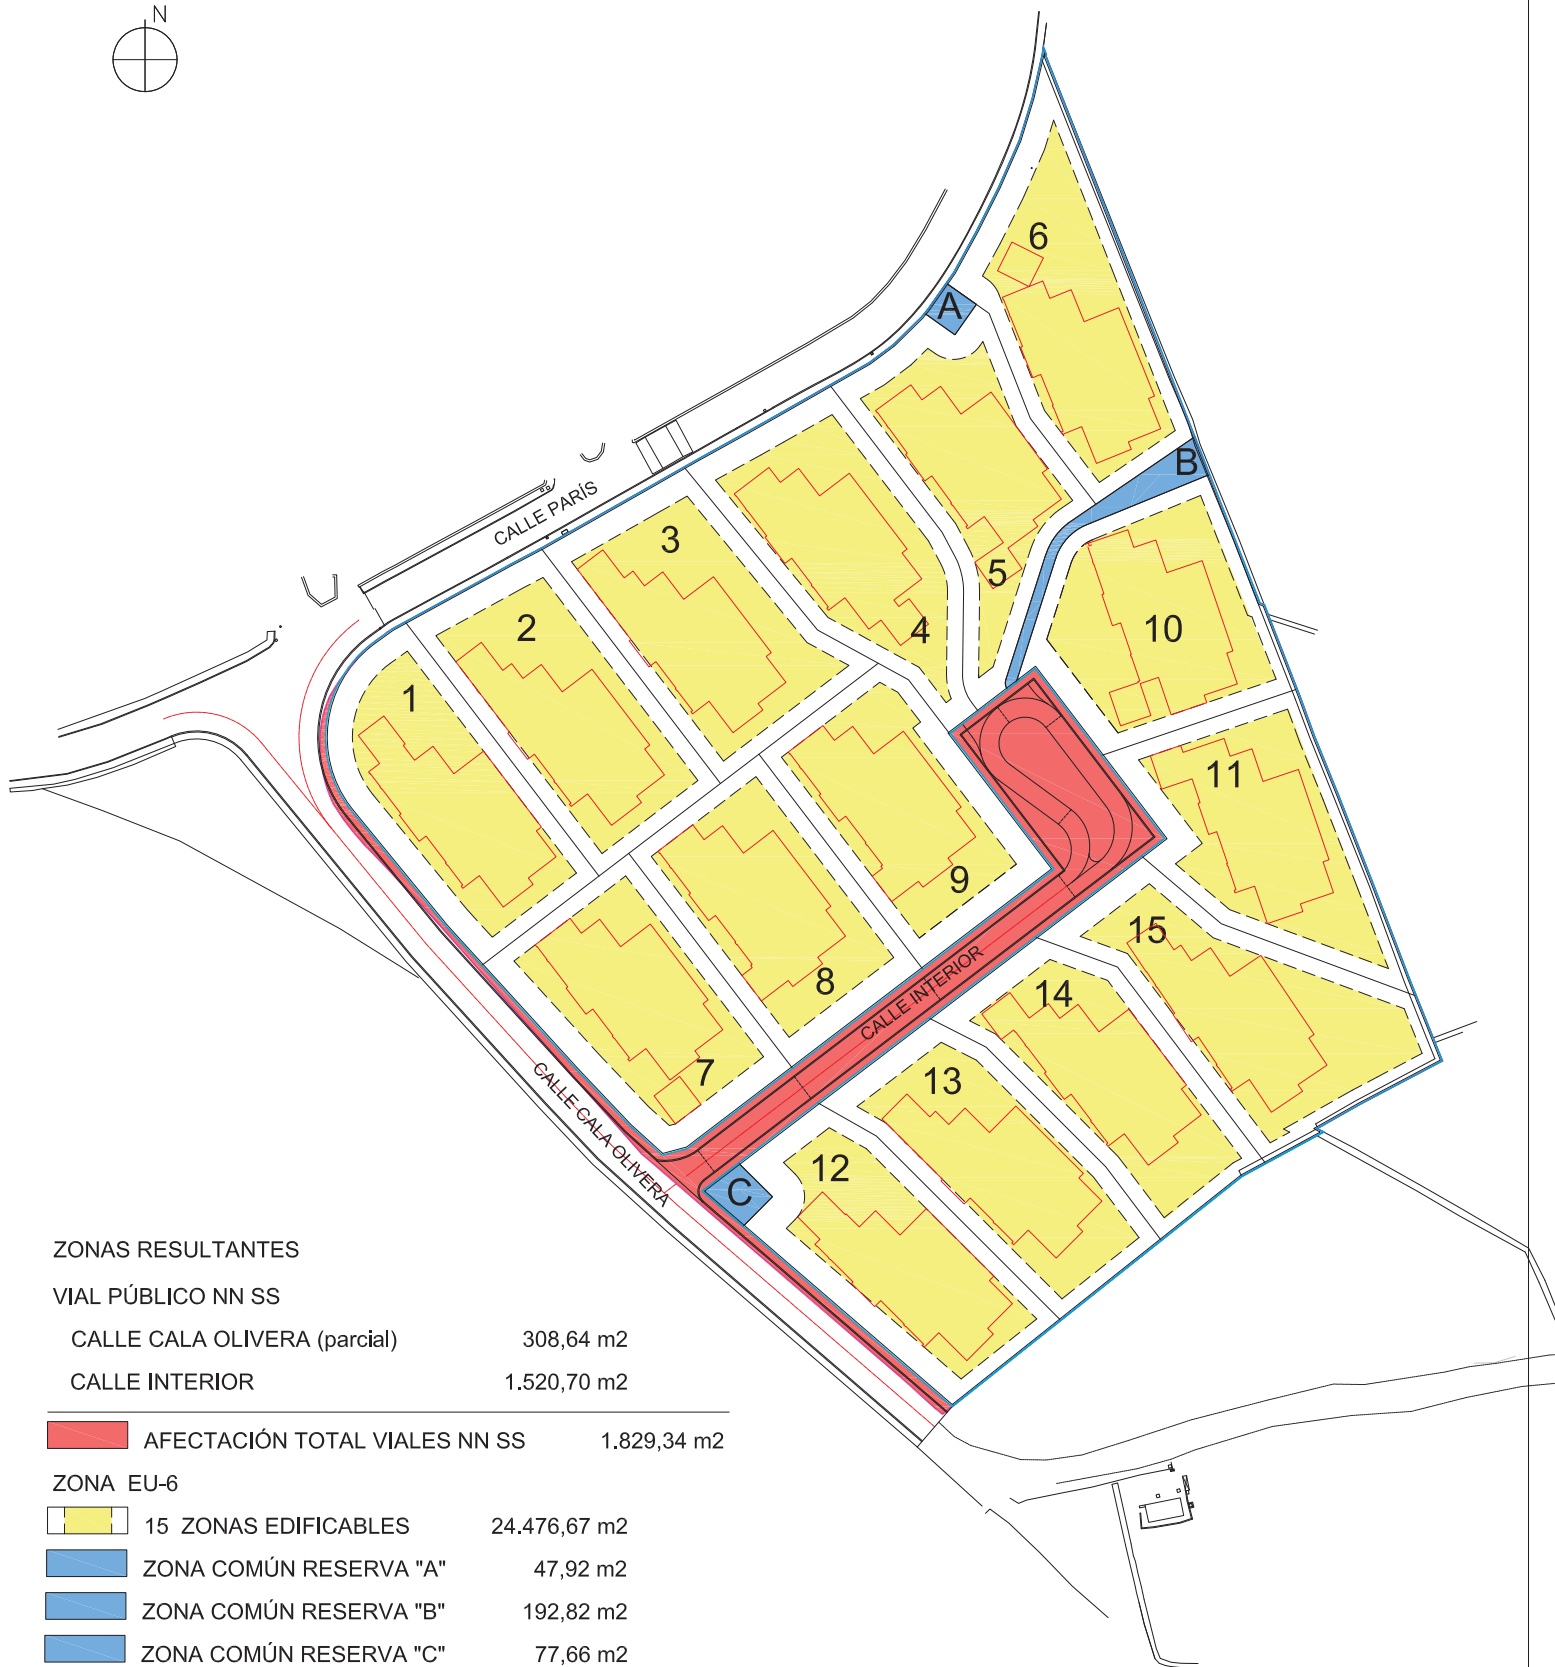 N
6
A
B
CALLE PARÍS
3
5
2
4
10
1
11
9
15
8
CALLE INTERIOR
14
7
13
CALLE CALA OLIVERA
12
C
ZONAS RESULTANTES
VIAL PÚBLICO NN SS
CALLE CALA OLIVERA (parcial) 308,64 m2
CALLE INTERIOR 1.520,70 m2
AFECTACIÓN TOTAL VIALES NN SS 1.829,34 m2
ZONA EU-6
15 ZONAS EDIFICABLES 24.476,67 m2
ZONA COMÚN RESERVA "A" 47,92 m2
ZONA COMÚN RESERVA "B" 192,82 m2
ZONA COMÚN RESERVA "C" 77,66 m2